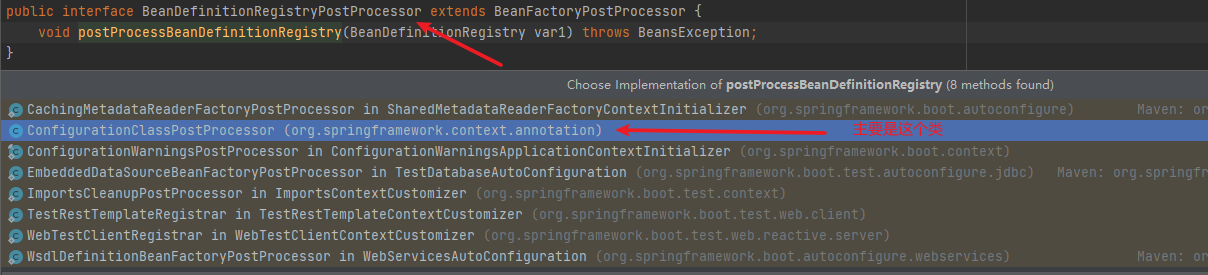 public interface BeanDefinitionRegistryPostProcessor extends BeanFactoryPostProcessor {
void postProcessBeanDefinitionRegistry(BeanDefinitionRegistry var1) throws BeansException;
}
Choose Implementation of postProcessBeanDefinitionRegistry (8 methods found)
CachingMetadataReaderFactoryPostProcessor in SharedMetadataReaderFactoryContextInitializer (org.springframework.boot.autoconfigure) Maven: or
ConfigurationClassPostProcessor (org.springframework.context.annotation) 主要是这个类
ConfigurationWarningsPostProcessor in ConfigurationWarningsApplicationContextInitializer (org.springframework.boot.context)
EmbeddedDataSourceBeanFactoryPostProcessor in TestDatabaseAutoConfiguration (org.springframework.boot.test.autoconfigure.jdbc) Maven: org.springfr
ImportsCleanupPostProcessor in ImportsContextCustomizer (org.springframework.boot.test.context)
TestRestTemplateRegistrar in TestRestTemplateContextCustomizer (org.springframework.boot.test.web.client)
WebTestClientRegistrar in WebTestClientContextCustomizer (org.springframework.boot.test.web.reactive.server)
WsdlDefinitionBeanFactoryPostProcessor in WebServicesAutoConfiguration (org.springframework.boot.autoconfigure.webservices) Maven: org.spr